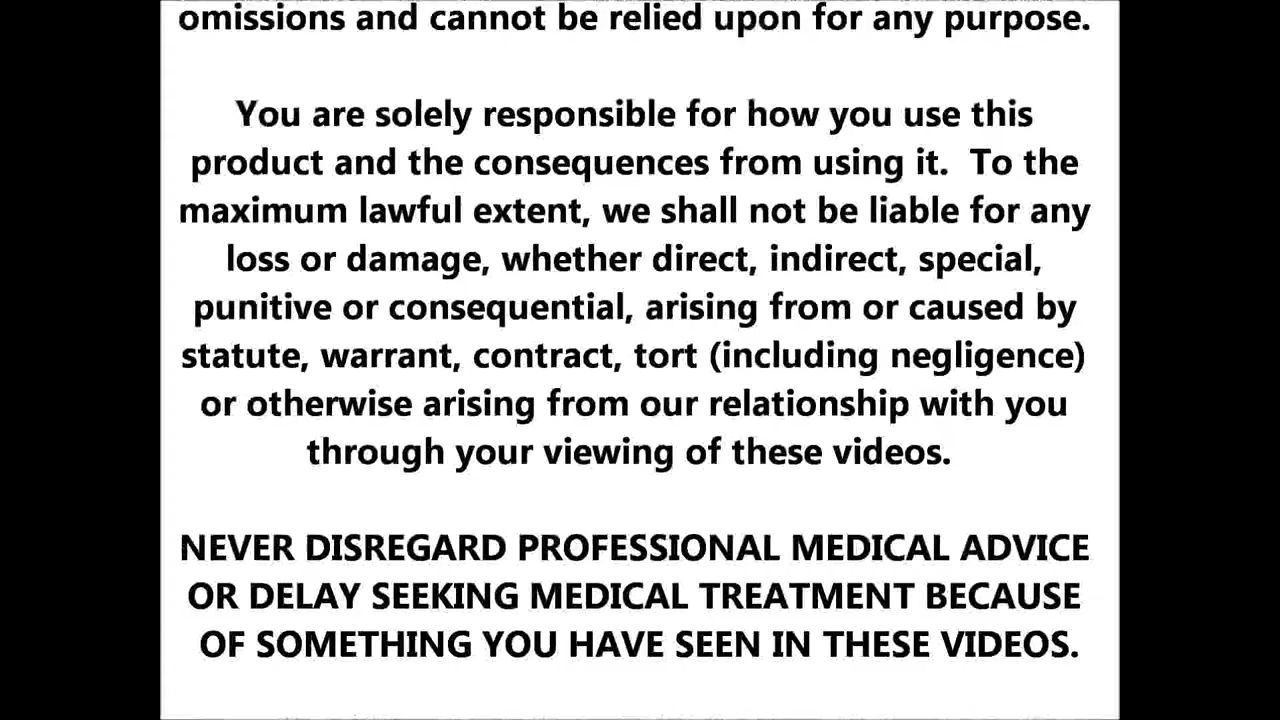 omissions and cannot be relied upon for any purpose.
You are solely responsible for how you use this
product and the consequences from using it.  To the
maximum lawful extent, we shall not be liable for any
loss or damage, whether direct, indirect, special,
punitive or consequential, arising from or caused by
statute, warrant, contract, tort (including negligence)
or otherwise arising from our relationship with you
through your viewing of these videos.
NEVER DISREGARD PROFESSIONAL MEDICAL ADVICE
OR DELAY SEEKING MEDICAL TREATMENT BECAUSE
OF SOMETHING YOU HAVE SEEN IN THESE VIDEOS.